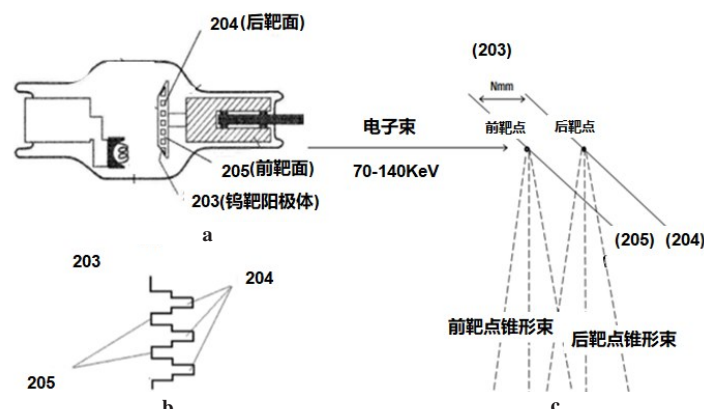 204(后靶面)
205(前靶面)
203(钨靶阳极体)
a
203
204
205
b
(203)
Nmm
电子束
前靶点
后靶点
70-140KeV
(205)
(204)
前靶点锥形束
后靶点锥形束
c